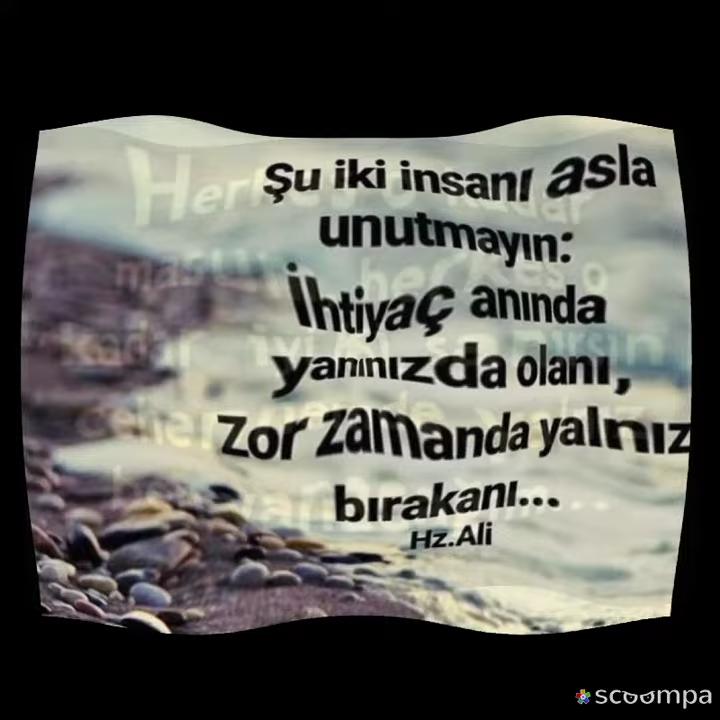 Şu iki insanı asla
unutmayın:
İhtiyaç anında
yanınızda olanı,
Zor zamanda yalnız
bırakanı...
Hz.Ali
scoompa